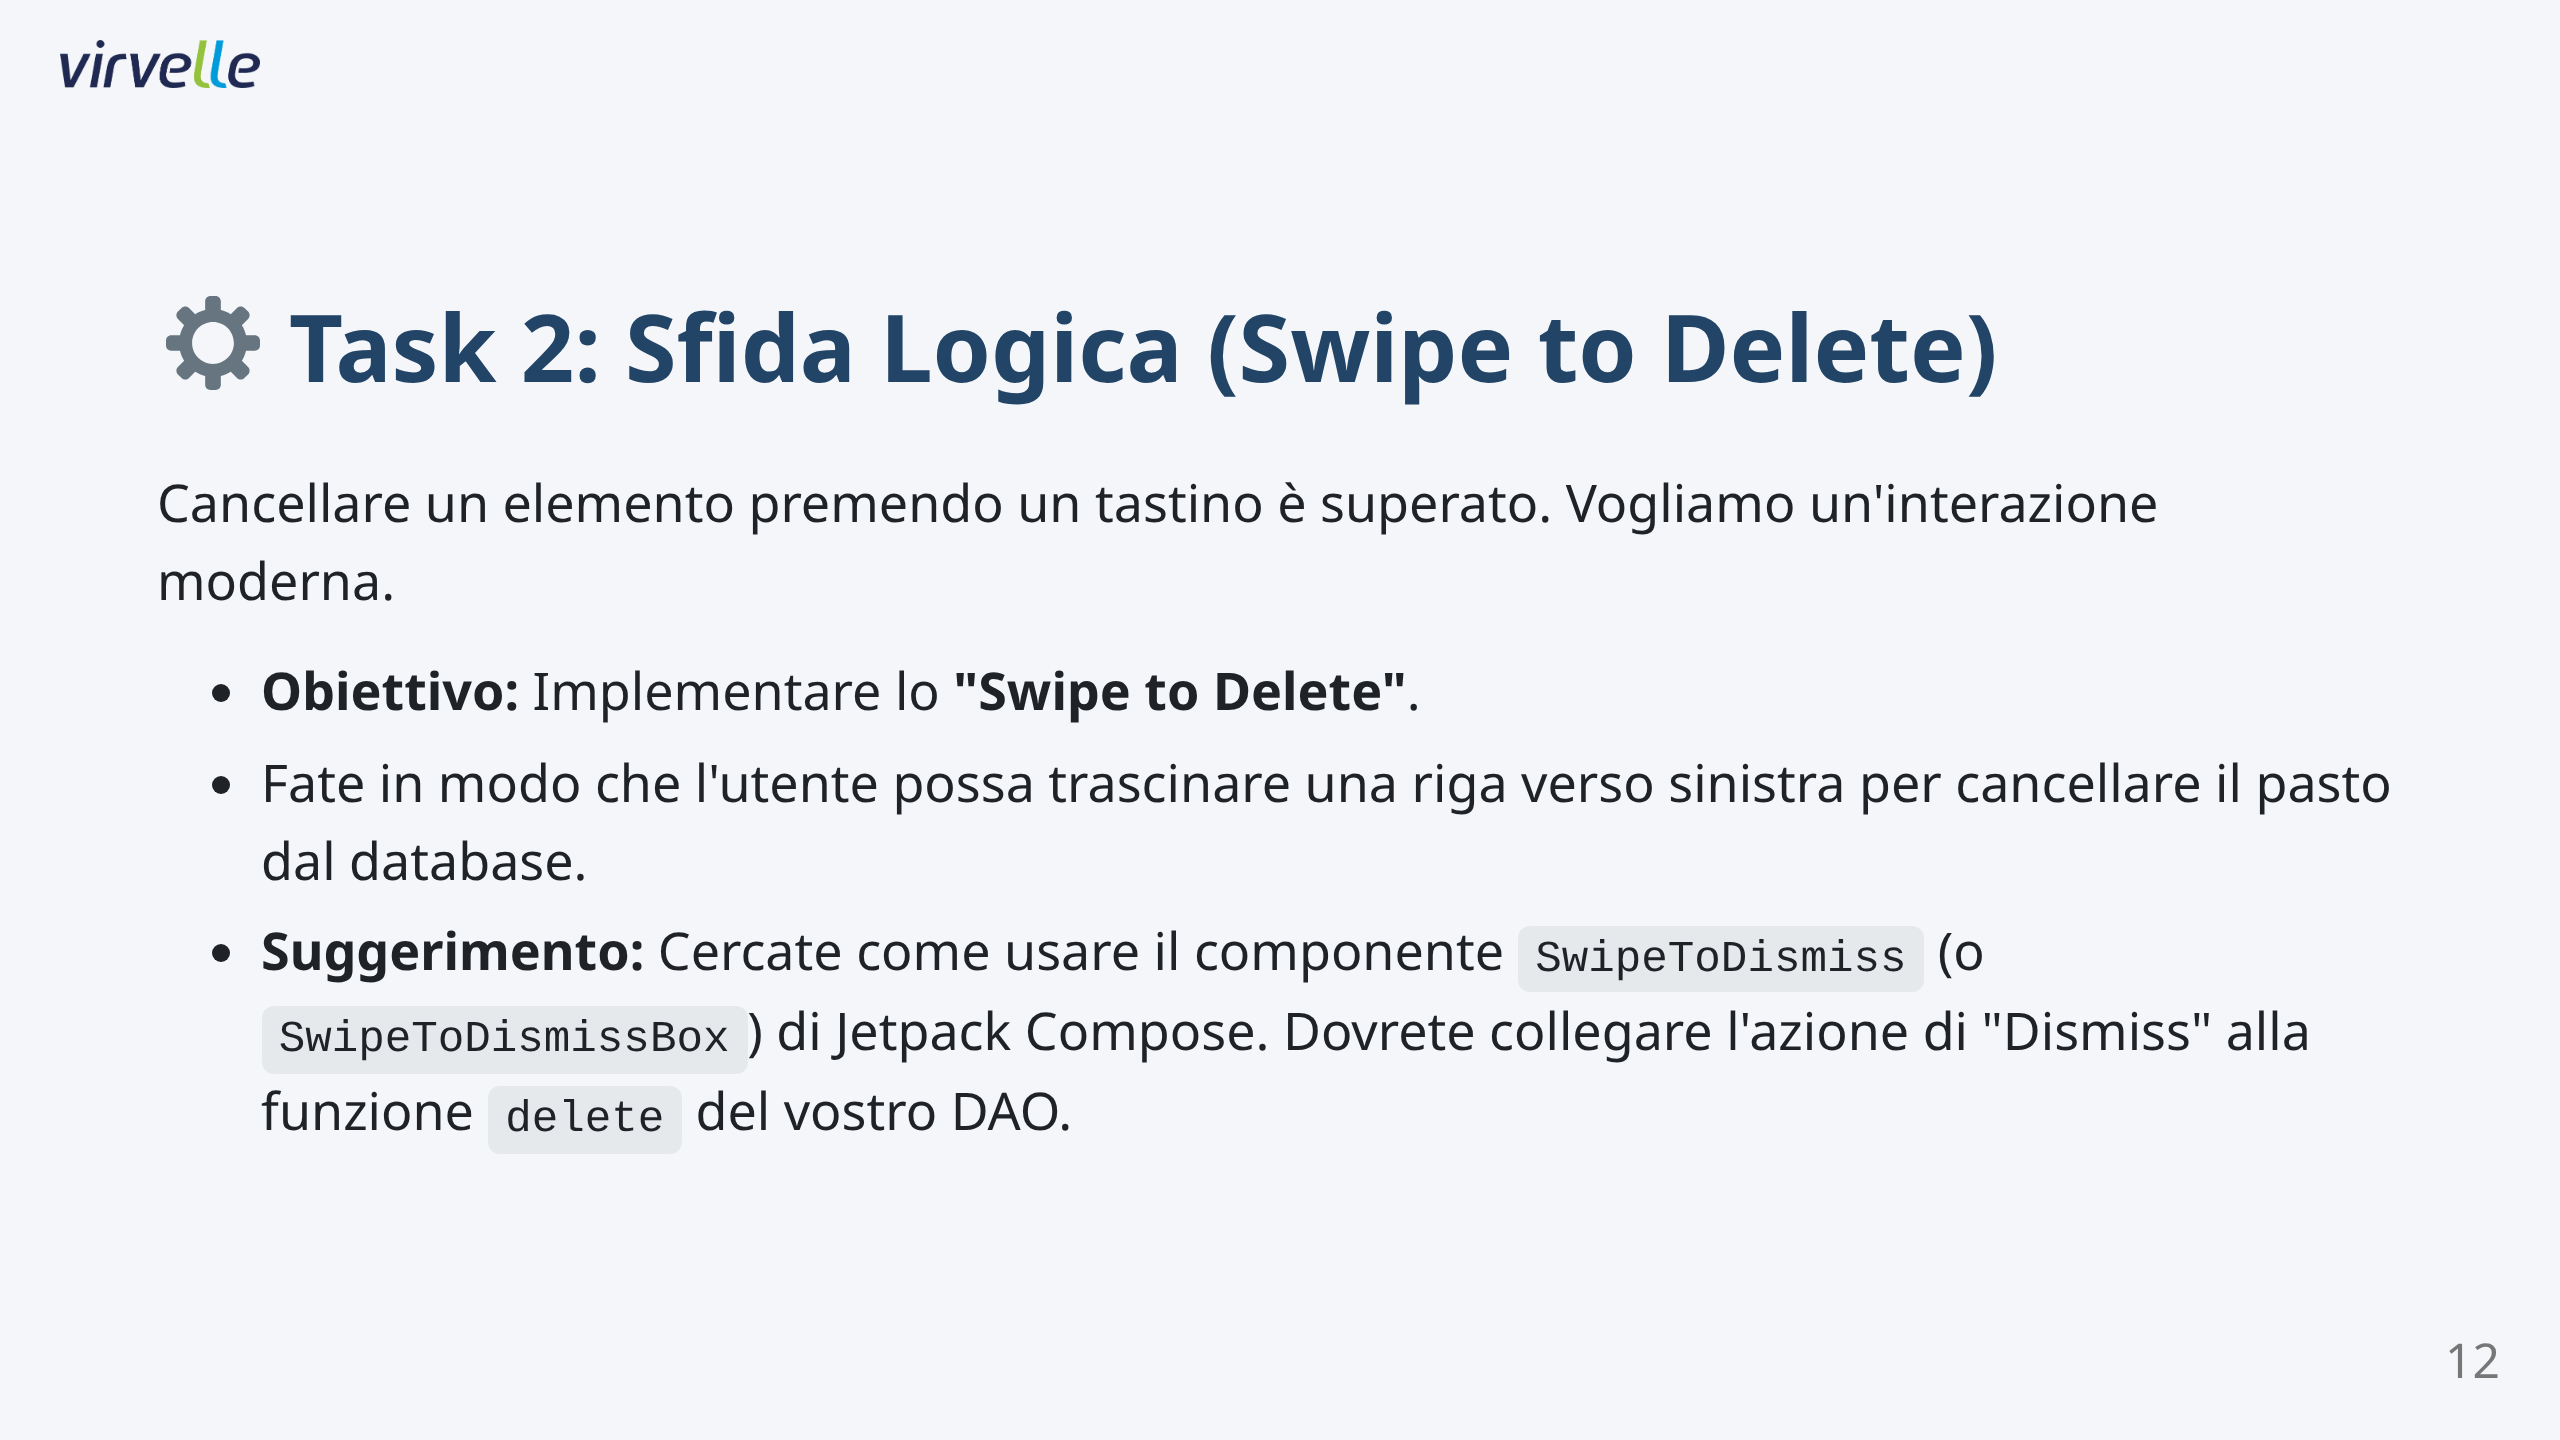 virvelle
Task 2: Sfida Logica (Swipe to Delete)
Cancellare un elemento premendo un tastino è superato. Vogliamo un'interazione
moderna.
• Obiettivo: Implementare lo "Swipe to Delete".
• Fate in modo che l'utente possa trascinare una riga verso sinistra per cancellare il pasto
dal database.
• Suggerimento: Cercate come usare il componente SwipeToDismiss (o
SwipeToDismissBox) di Jetpack Compose. Dovrete collegare l'azione di "Dismiss" alla
funzione delete del vostro DAO.
12